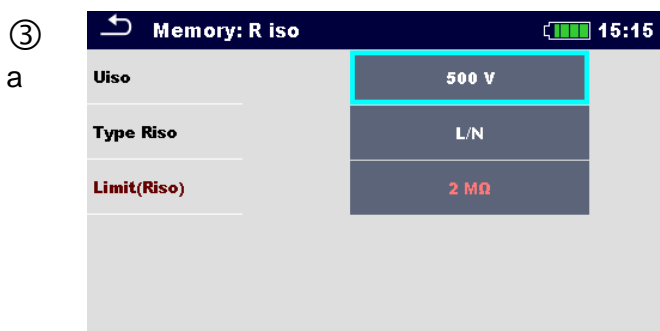 ③
a
Memory: R iso 15:15
Uiso 500 V
Type Riso L/N
Limit(Riso) 2 MΩ